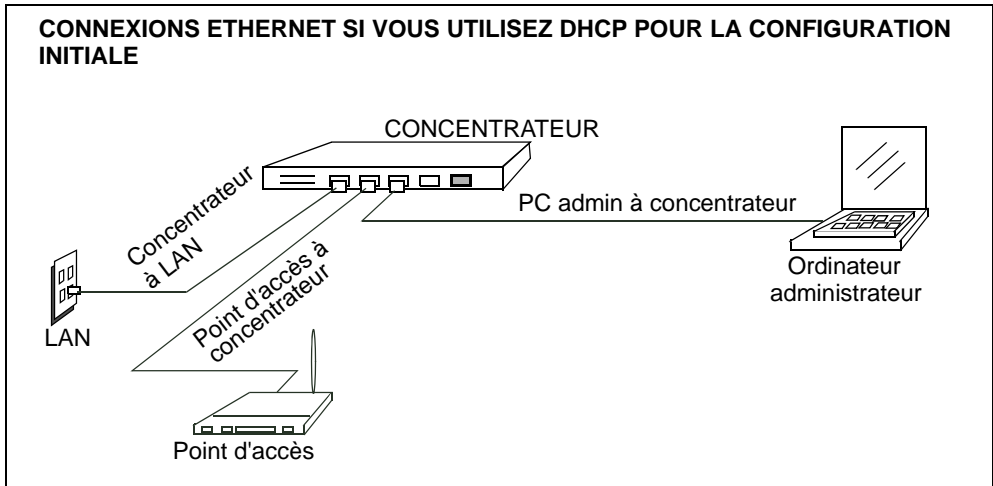 CONNEXIONS ETHERNET SI VOUS UTILISEZ DHCP POUR LA CONFIGURATION
INITIALE
CONCENTRATEUR
Concentrateur
à LAN
PC admin à concentrateur
Point d'accès à
concentrateur
Ordinateur
administrateur
LAN
Point d'accès